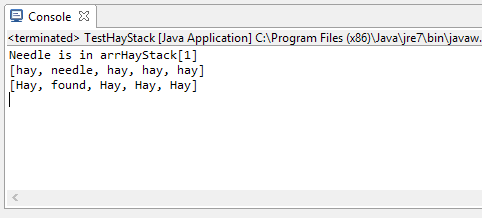 Console
<terminated> TestHayStack [Java Application] C:\Program Files (x86)\Java\jre7\bin\javaw.
Needle is in arrHayStack[1]
[hay, needle, hay, hay, hay]
[Hay, found, Hay, Hay, Hay]